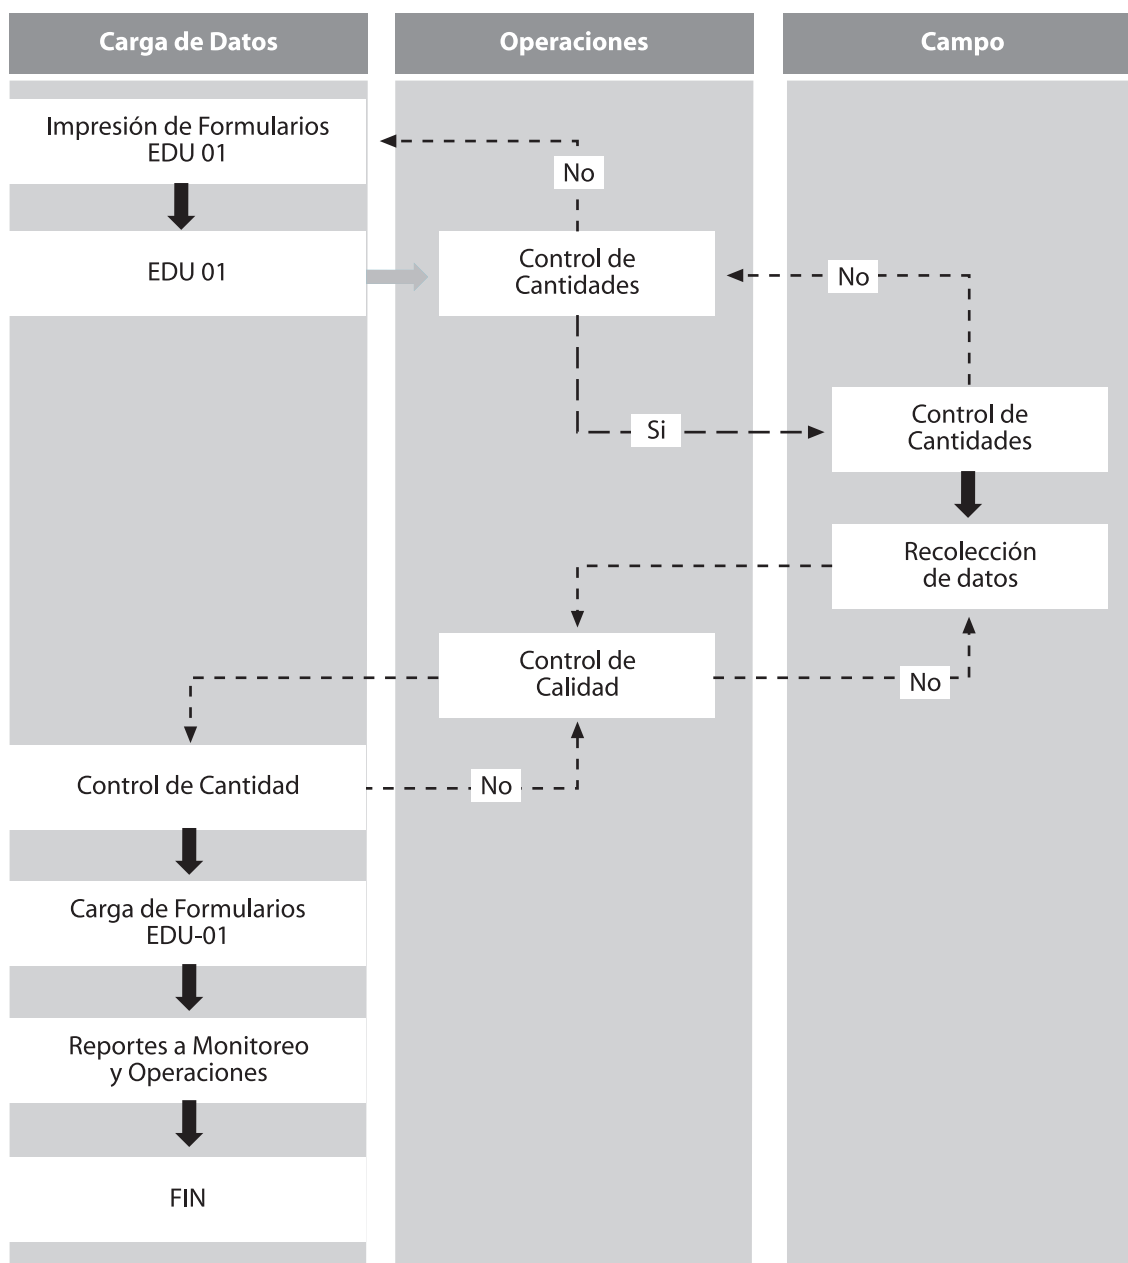 Carga de Datos
Operaciones
Campo
Impresión de Formularios
EDU 01
No
EDU 01
Control de
Cantidades
No
Control de
Cantidades
Si
Recolección
de datos
Control de
Calidad
No
Control de Cantidad
No
Carga de Formularios
EDU-01
Reportes a Monitoreo
y Operaciones
FIN